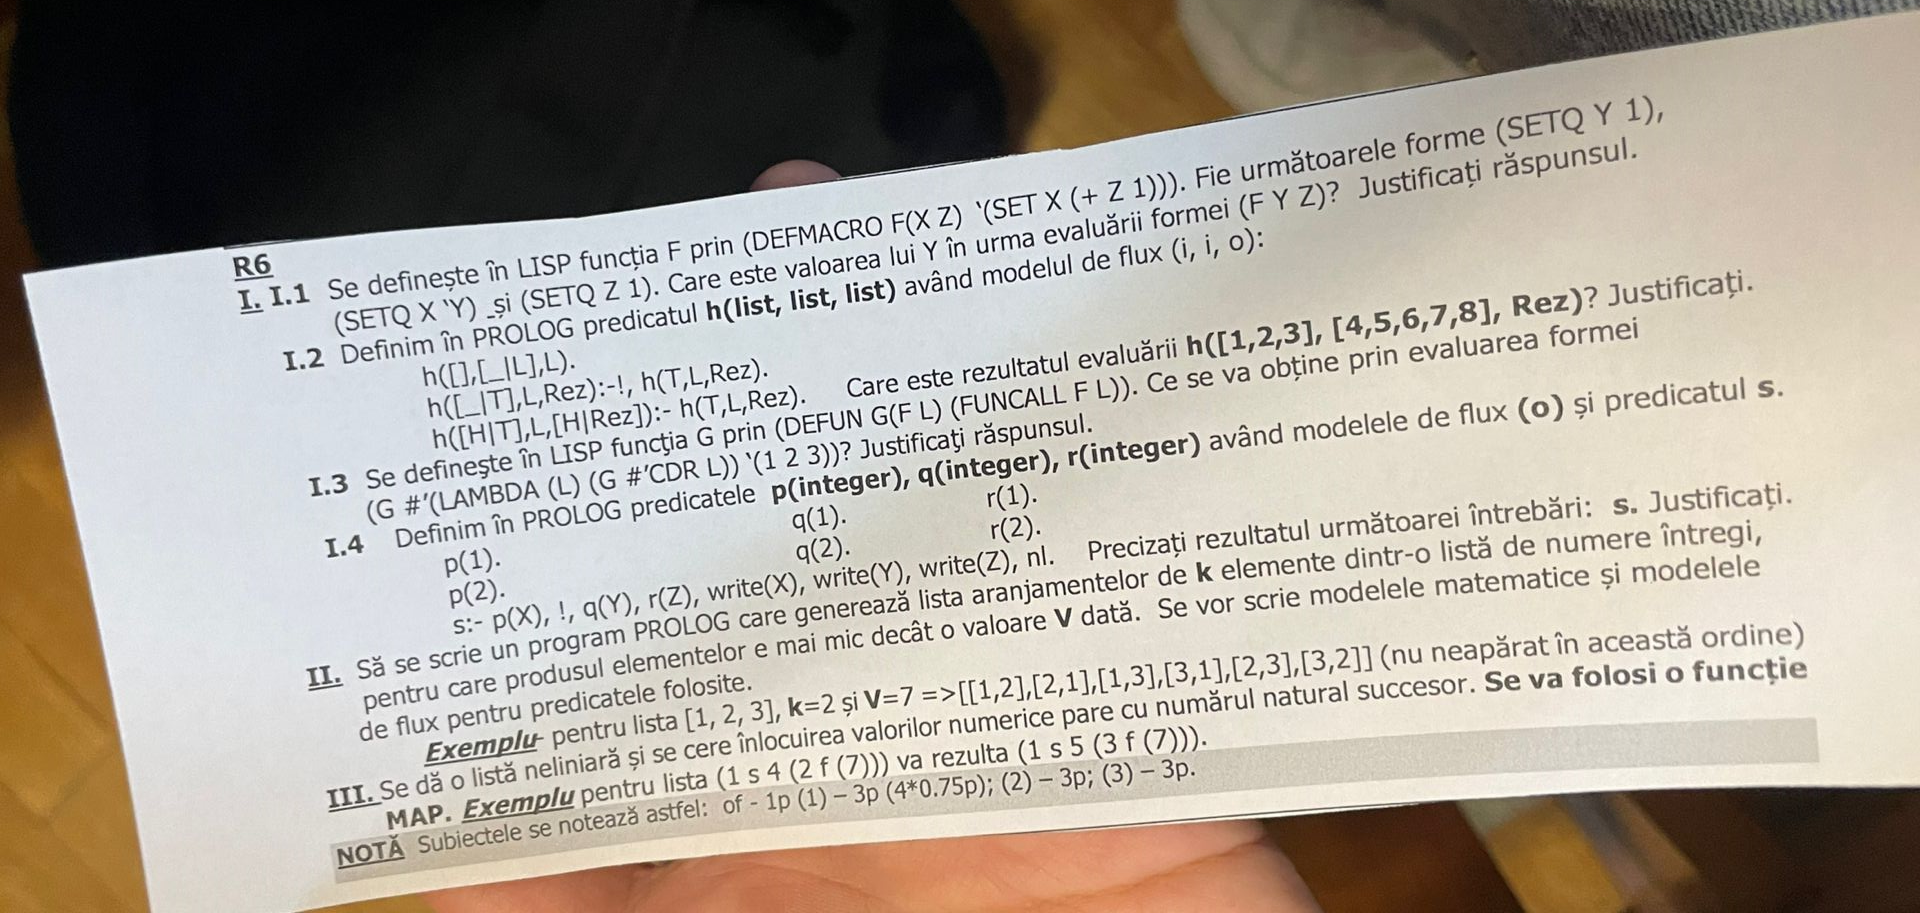 R6
I. I.1 Se definește în LISP funcția F prin (DEFMACRO F(X Z) `(SET X (+ Z 1))). Fie următoarele forme (SETQ Y 1),
(SETQ X 'Y) și (SETQ Z 1). Care este valoarea lui Y în urma evaluării formei (F Y Z)? Justificați răspunsul.
I.2 Definim în PROLOG predicatul h(list, list, list) având modelul de flux (i, i, o):
h([],[_|L],L).
h([_|T],L,Rez):-!, h(T,L,Rez).
h([H|T],L,[H|Rez]):- h(T,L,Rez). Care este rezultatul evaluării h([1,2,3], [4,5,6,7,8], Rez)? Justificați.
I.3 Se defineşte în LISP funcţia G prin (DEFUN G(F L) (FUNCALL F L)). Ce se va obține prin evaluarea formei
(G #'(LAMBDA (L) (G #'CDR L)) `(1 2 3))? Justificaţi răspunsul.
I.4 Definim în PROLOG predicatele p(integer), q(integer), r(integer) având modelele de flux (o) și predicatul s.
p(1). q(1). r(1).
p(2). q(2). r(2).
s:- p(X), !, q(Y), r(Z), write(X), write(Y), write(Z), nl. Precizați rezultatul următoarei întrebări: s. Justificați.
II. Să se scrie un program PROLOG care generează lista aranjamentelor de k elemente dintr-o listă de numere întregi,
pentru care produsul elementelor e mai mic decât o valoare V dată. Se vor scrie modelele matematice și modelele
de flux pentru predicatele folosite.
Exemplu- pentru lista [1, 2, 3], k=2 și V=7 =>[[1,2],[2,1],[1,3],[3,1],[2,3],[3,2]] (nu neapărat în această ordine)
III. Se dă o listă neliniară și se cere înlocuirea valorilor numerice pare cu numărul natural succesor. Se va folosi o funcție
MAP. Exemplu pentru lista (1 s 4 (2 f (7))) va rezulta (1 s 5 (3 f (7))).
NOTĂ Subiectele se notează astfel: of - 1p (1) – 3p (4*0.75p); (2) – 3p; (3) – 3p.